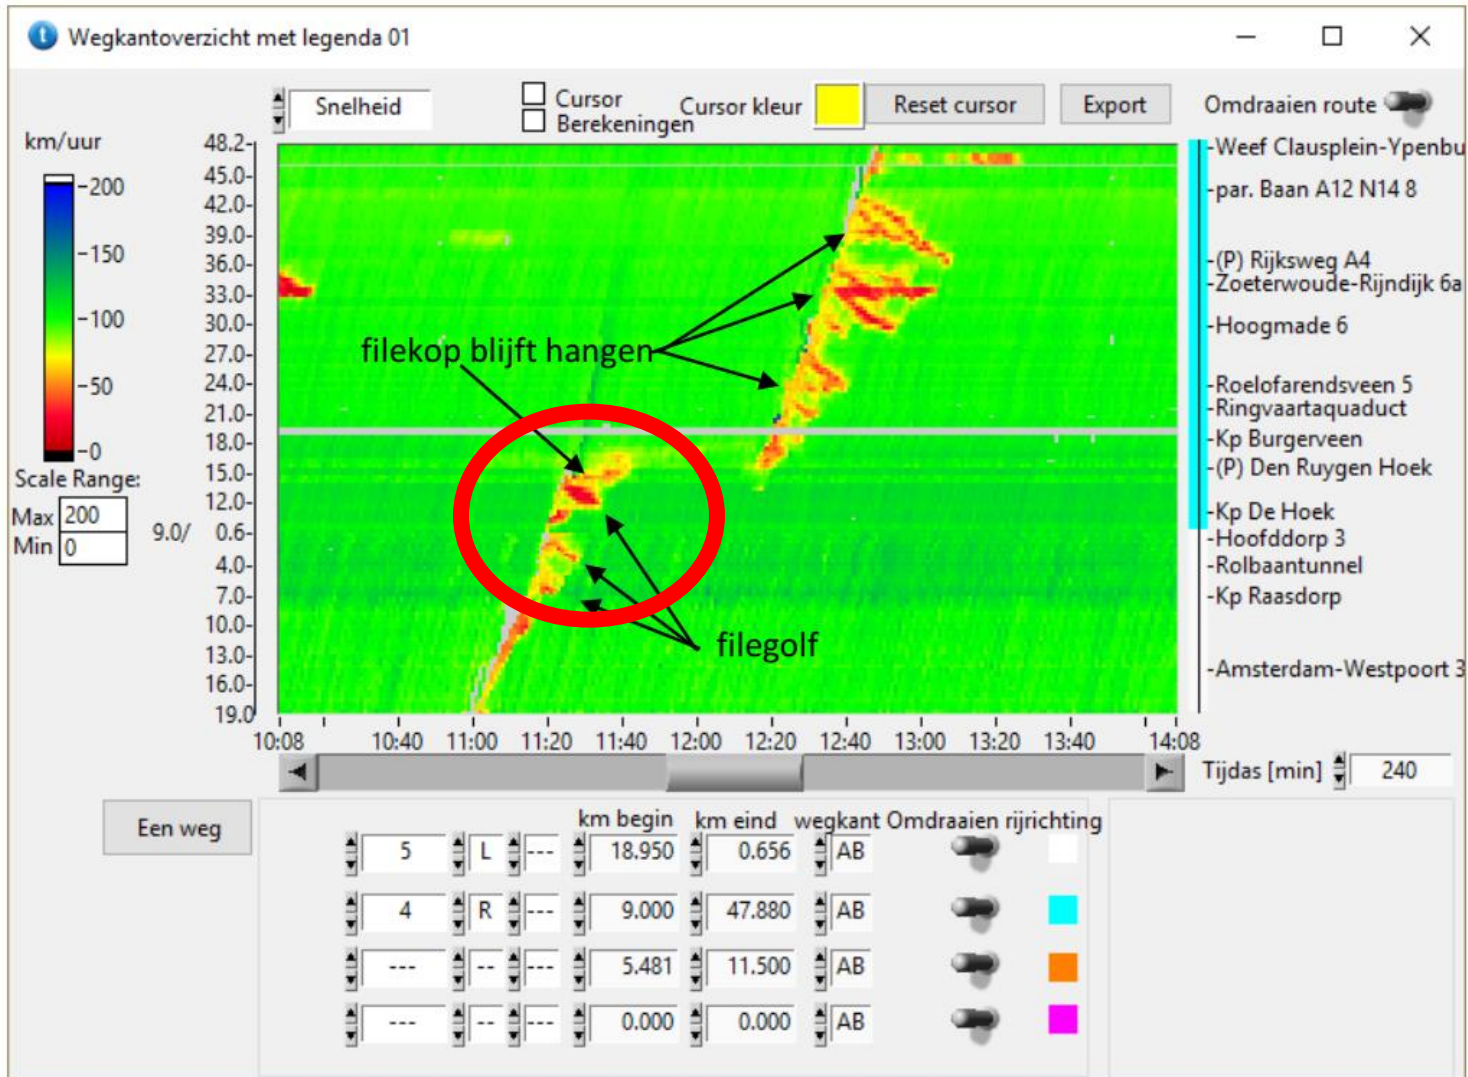 Wegkantoverzicht met legenda 01
Snelheid
Cursor
Berekeningen
Cursor kleur
Reset cursor
Export
Omdraaien route
km/uur
-200
-150
-100
-50
-0
Scale Range:
Max 200
Min 0
9.0/
48.2-
45.0-
42.0-
39.0-
36.0-
33.0-
30.0-
27.0-
24.0-
21.0-
18.0-
15.0-
12.0-
0.6-
4.0-
7.0-
10.0-
13.0-
16.0-
19.0
filekop blijft hangen
filegolf
-Weef Clausplein-Ypenbu
-par. Baan A12 N14 8
-(P) Rijksweg A4
-Zoeterwoude-Rijndijk 6a
-Hoogmade 6
-Roelofarendsveen 5
-Ringvaartaquaduct
-Kp Burgerveen
-(P) Den Ruygen Hoek
-Kp De Hoek
-Hoofddorp 3
-Rolbaantunnel
-Kp Raasdorp
-Amsterdam-Westpoort 3
10:08 10:40 11:00 11:20 11:40 12:00 12:20 12:40 13:00 13:20 13:40 14:08
Tijdas [min] 240
Een weg
km begin km eind wegkant Omdraaien rijrichting
5 L --- 18.950 0.656 AB
4 R --- 9.000 47.880 AB
--- -- --- 5.481 11.500 AB
--- -- --- 0.000 0.000 AB